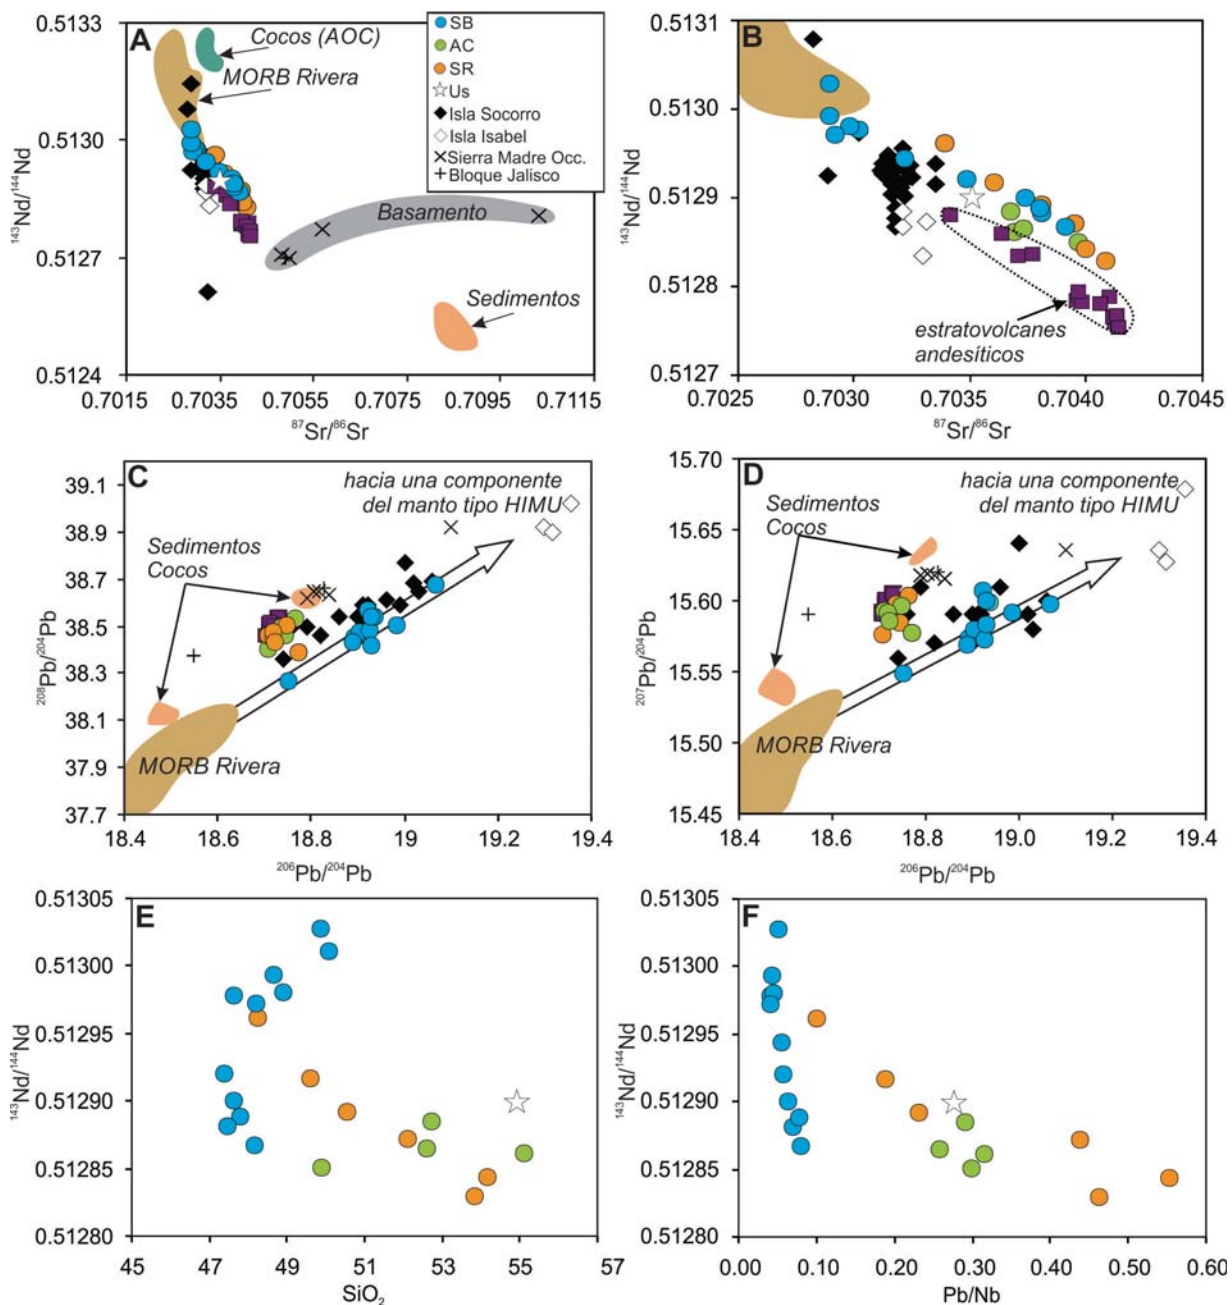 A
0.5133
0.5130
0.5127
0.5124
¹⁴³Nd/¹⁴⁴Nd
Cocos (AOC)
MORB Rivera
Basamento
Sedimentos
0.7015
0.7035
0.7055
0.7075
0.7095
0.7115
⁸⁷Sr/⁸⁶Sr
SB
AC
SR
Us
Isla Socorro
Isla Isabel
Sierra Madre Occ.
Bloque Jalisco
B
0.5131
0.5130
0.5129
0.5128
0.5127
¹⁴³Nd/¹⁴⁴Nd
estratovolcanes
andesíticos
0.7025
0.7030
0.7035
0.7040
0.7045
⁸⁷Sr/⁸⁶Sr
C
39.1
38.9
38.7
38.5
38.3
38.1
37.9
37.7
²⁰⁸Pb/²⁰⁴Pb
hacia una componente
del manto tipo HIMU
Sedimentos
Cocos
MORB Rivera
18.4
18.6
18.8
19
19.2
19.4
²⁰⁶Pb/²⁰⁴Pb
D
15.70
15.65
15.60
15.55
15.50
15.45
²⁰⁷Pb/²⁰⁴Pb
hacia una componente
del manto tipo HIMU
Sedimentos
Cocos
MORB Rivera
18.4
18.6
18.8
19.0
19.2
19.4
²⁰⁶Pb/²⁰⁴Pb
E
0.51305
0.51300
0.51295
0.51290
0.51285
0.51280
¹⁴³Nd/¹⁴⁴Nd
45
47
49
51
53
55
57
SiO₂
F
0.51305
0.51300
0.51295
0.51290
0.51285
0.51280
¹⁴³Nd/¹⁴⁴Nd
0.00
0.10
0.20
0.30
0.40
0.50
0.60
Pb/Nb